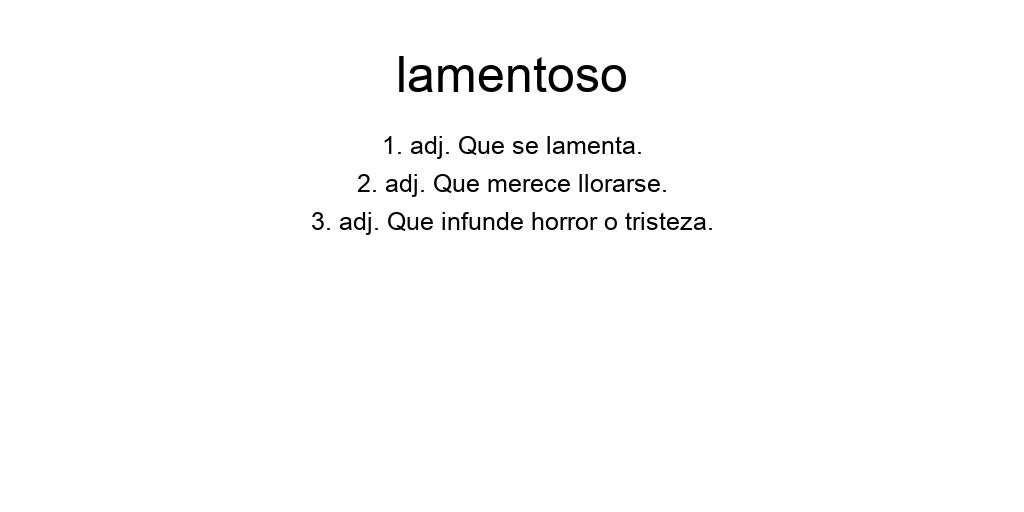 lamentoso
1. adj. Que se lamenta.
2. adj. Que merece llorarse.
3. adj. Que infunde horror o tristeza.